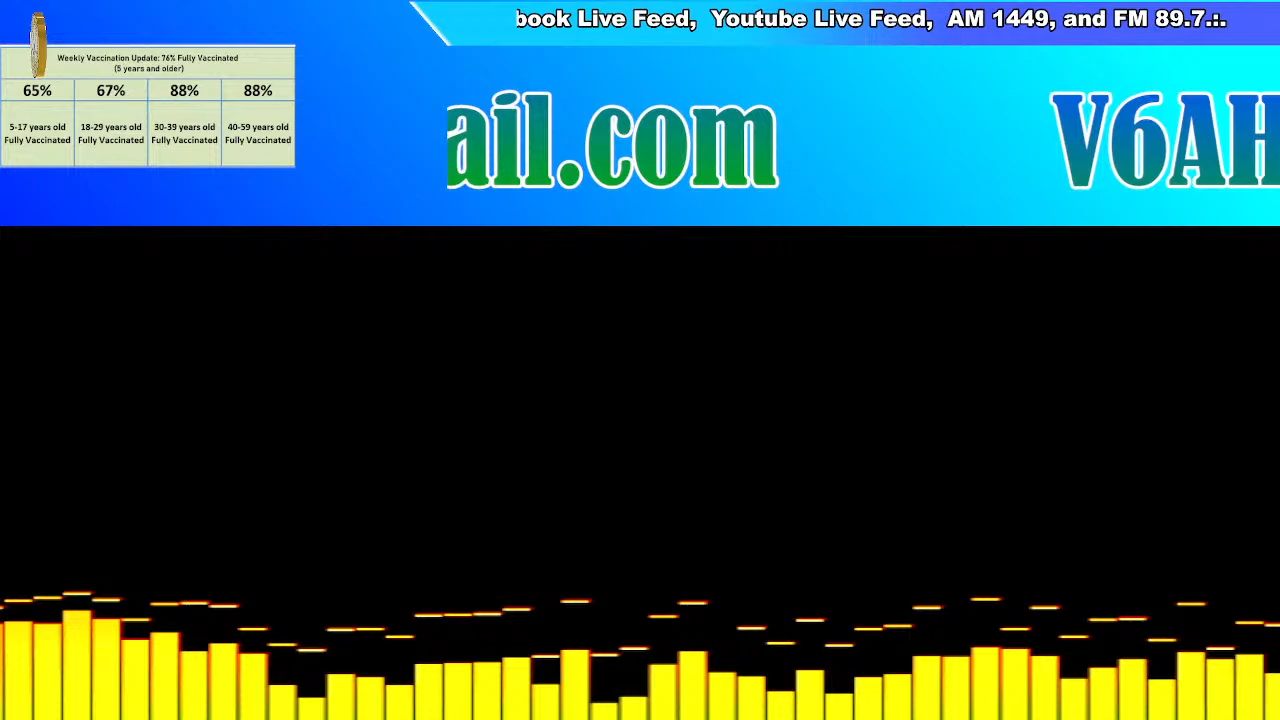 book Live Feed, Youtube Live Feed, AM 1449, and FM 89.7.:.
Weekly Vaccination Update: 76% Fully Vaccinated
(5 years and older)
65% 67% 88% 88%
5-17 years old 18-29 years old 30-39 years old 40-59 years old
Fully Vaccinated Fully Vaccinated Fully Vaccinated Fully Vaccinated
ail.com V6AH